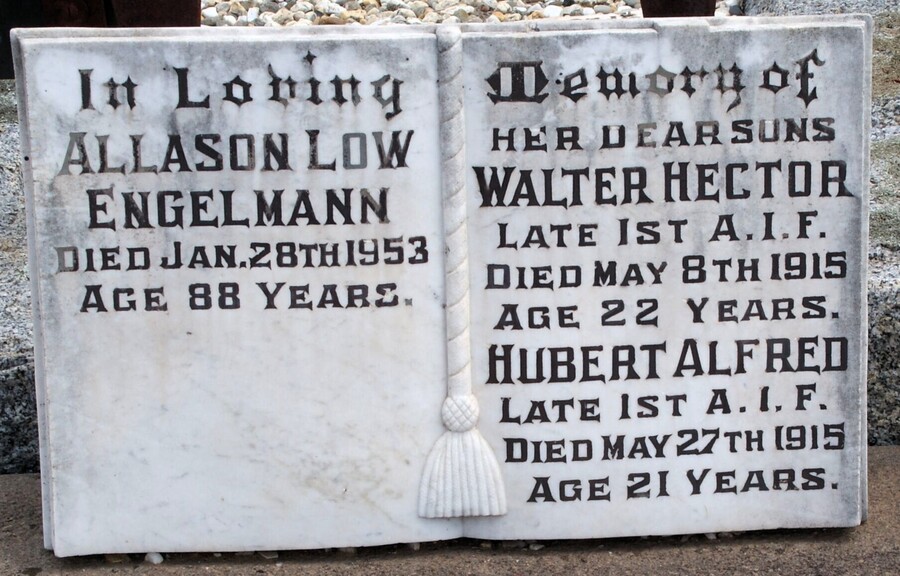 In Loving
ALLASON LOW
ENGELMANN
DIED JAN. 28TH 1953
AGE 88 YEARS.
Memory of
HER DEAR SONS
WALTER HECTOR
LATE 1ST A.I.F.
DIED MAY 8TH 1915
AGE 22 YEARS.
HUBERT ALFRED
LATE 1ST A.I.F.
DIED MAY 27TH 1915
AGE 21 YEARS.